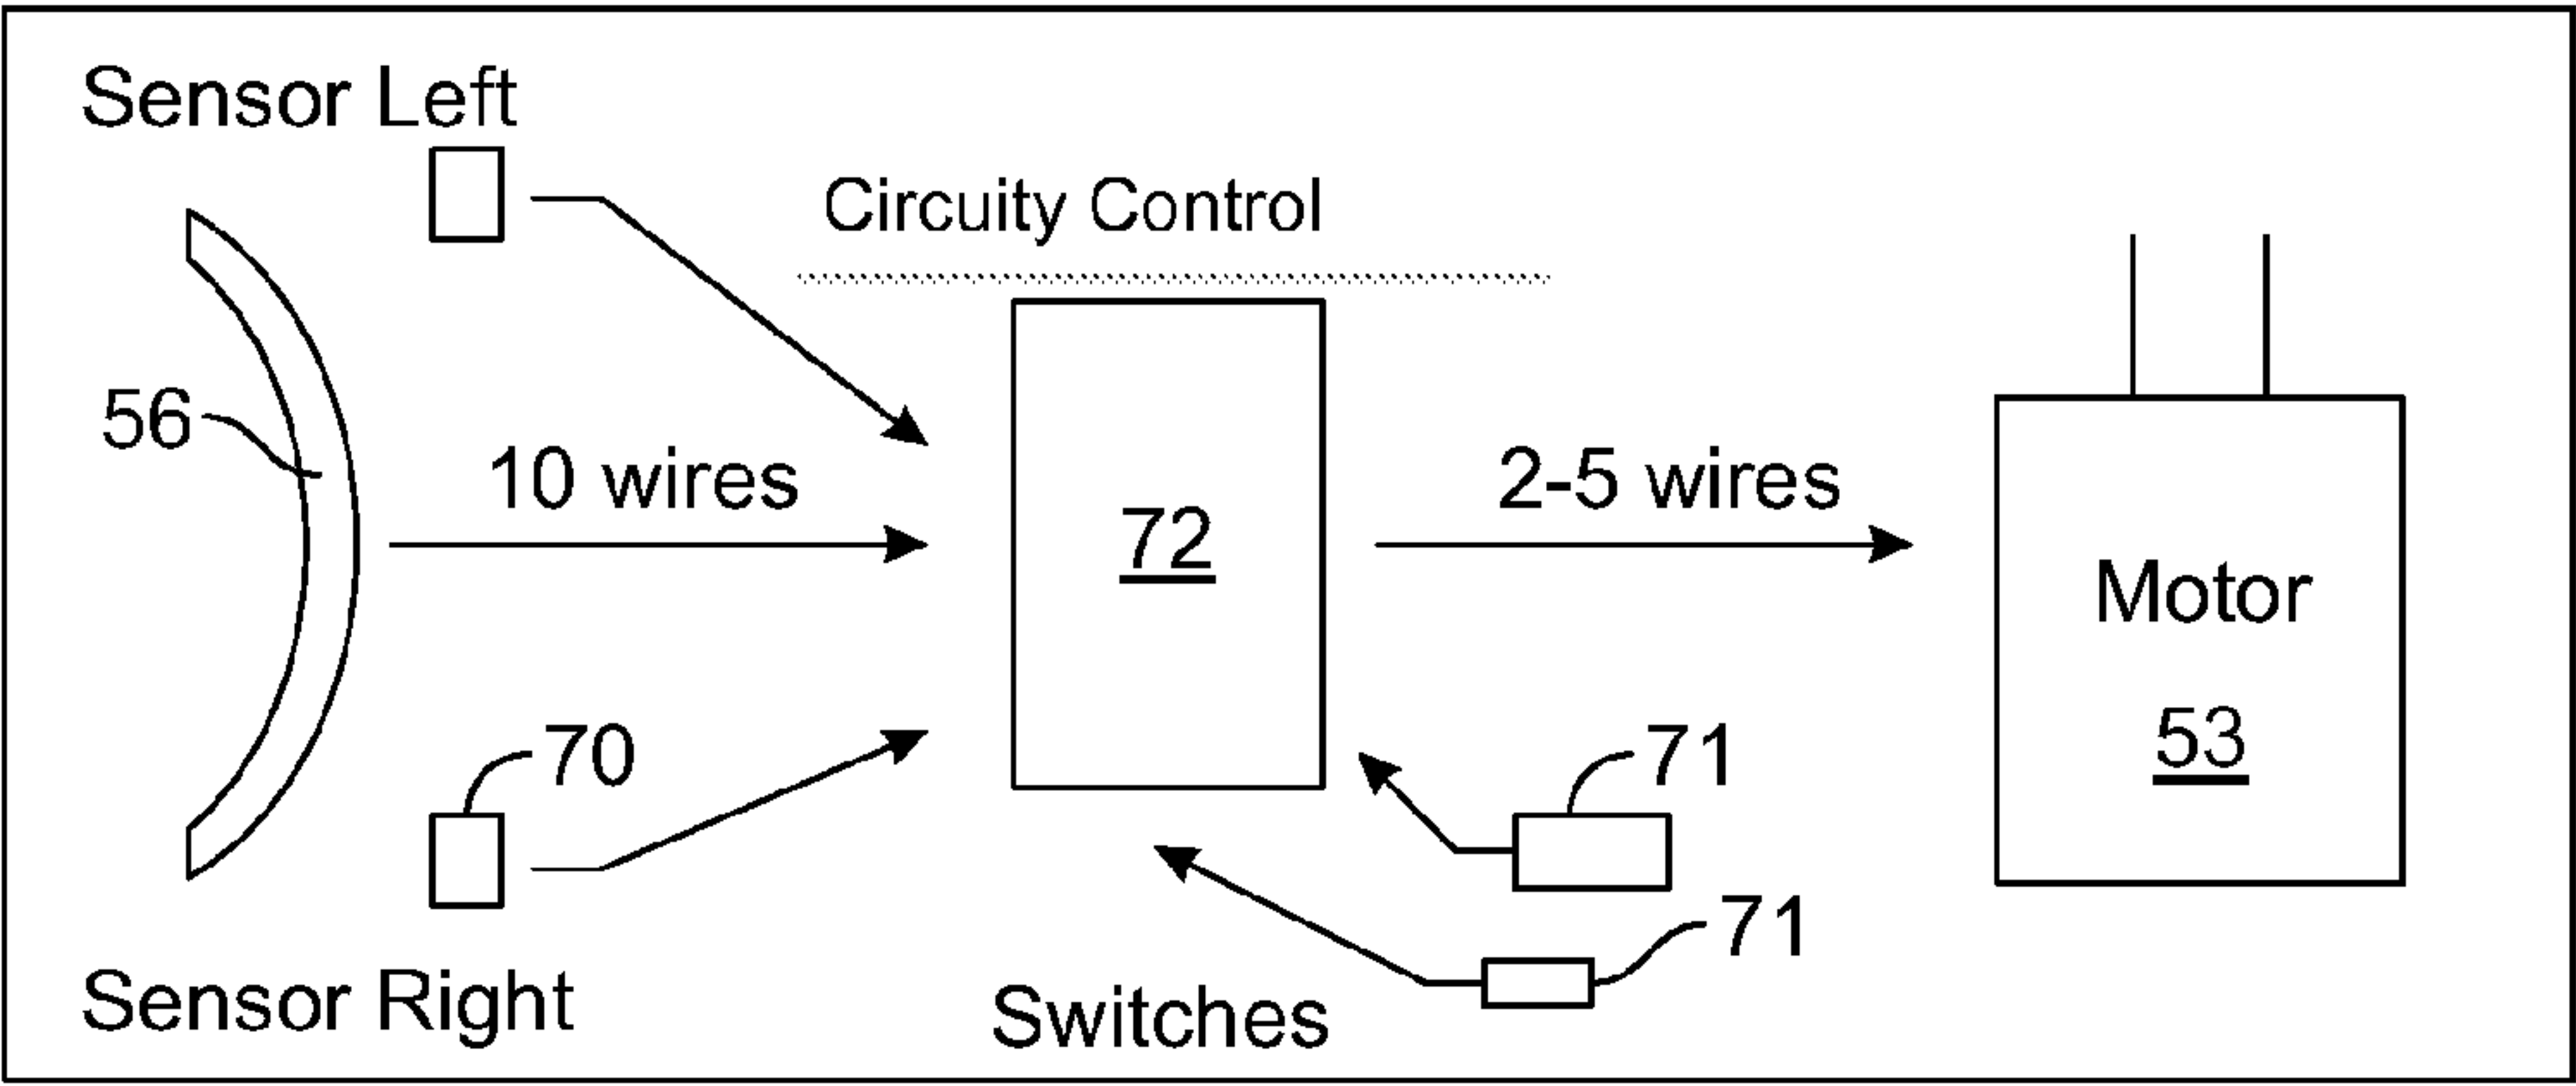 Sensor Left
Circuity Control
56
10 wires
72
2-5 wires
Motor
53
70
71
71
Sensor Right
Switches